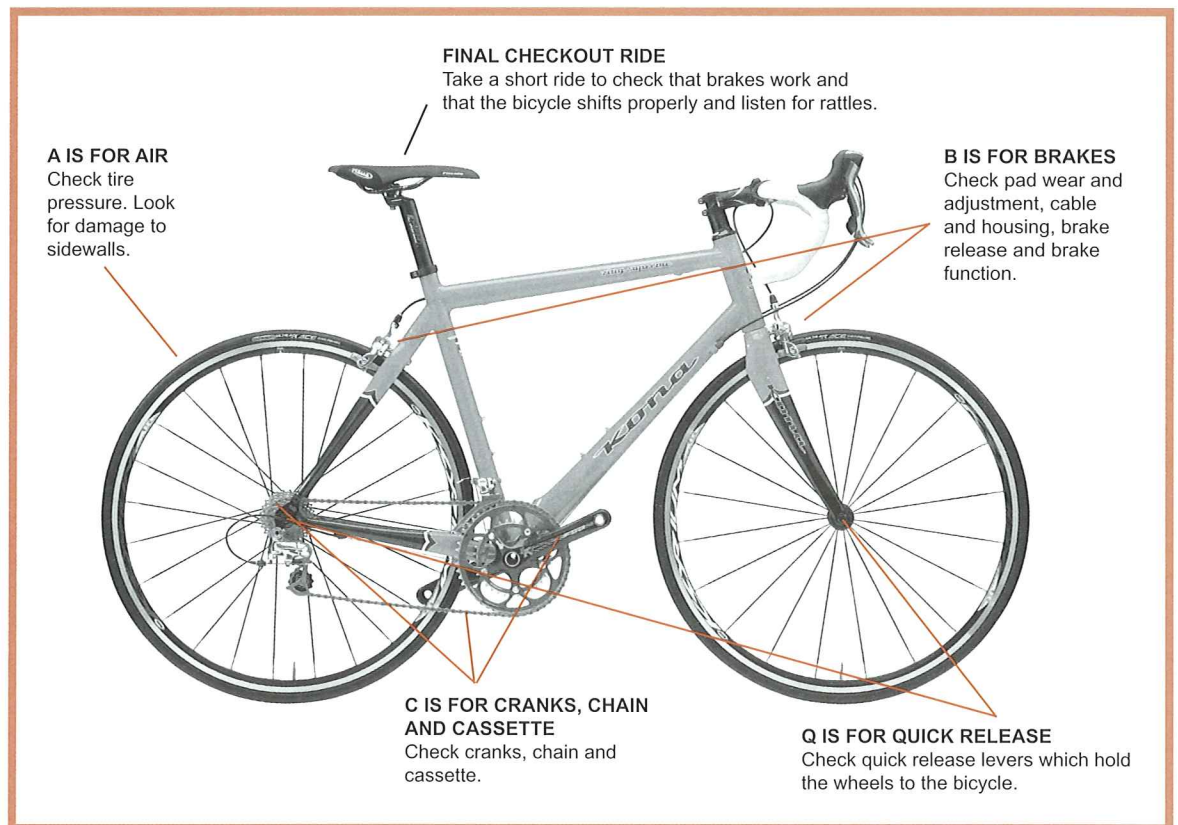 FINAL CHECKOUT RIDE
Take a short ride to check that brakes work and
that the bicycle shifts properly and listen for rattles.
A IS FOR AIR
Check tire
pressure. Look
for damage to
sidewalls.
B IS FOR BRAKES
Check pad wear and
adjustment, cable
and housing, brake
release and brake
function.
KONA
C IS FOR CRANKS, CHAIN
AND CASSETTE
Check cranks, chain and
cassette.
Q IS FOR QUICK RELEASE
Check quick release levers which hold
the wheels to the bicycle.